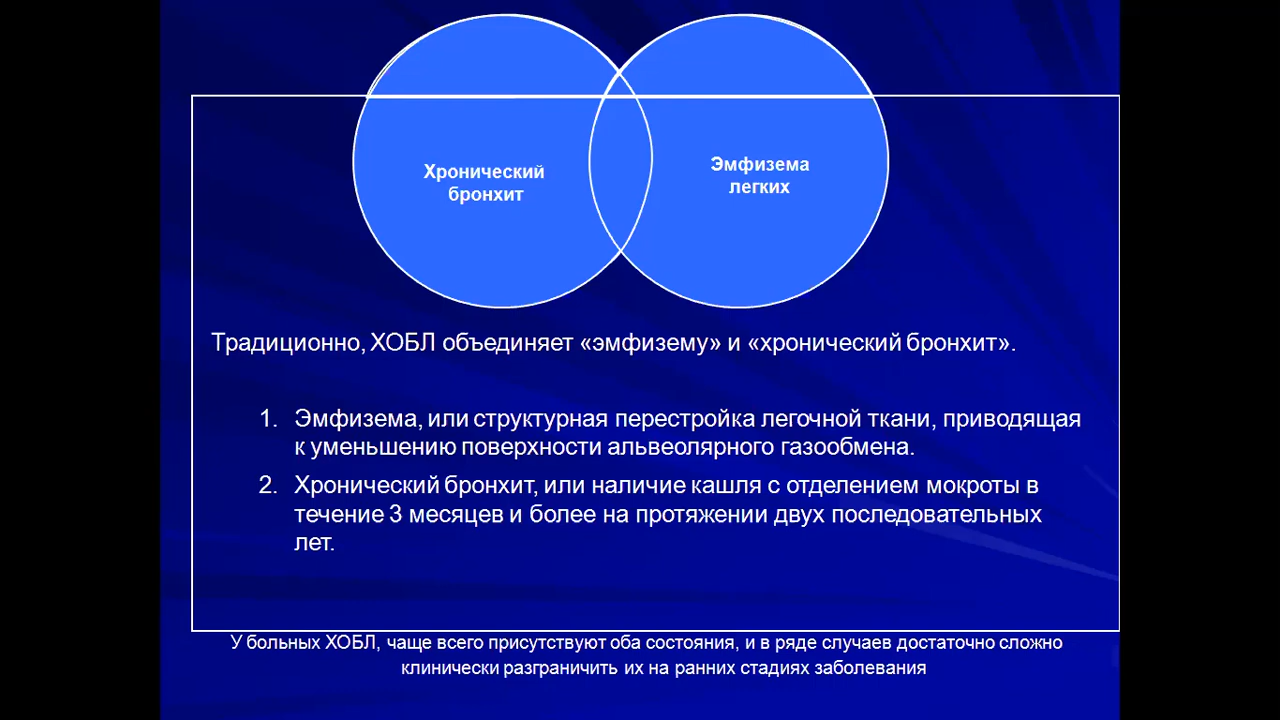 Хронический
бронхит
Эмфизема
легких
Традиционно, ХОБЛ объединяет «эмфизему» и «хронический бронхит».
1. Эмфизема, или структурная перестройка легочной ткани, приводящая
к уменьшению поверхности альвеолярного газообмена.
2. Хронический бронхит, или наличие кашля с отделением мокроты в
течение 3 месяцев и более на протяжении двух последовательных
лет.
У больных ХОБЛ, чаще всего присутствуют оба состояния, и в ряде случаев достаточно сложно
клинически разграничить их на ранних стадиях заболевания